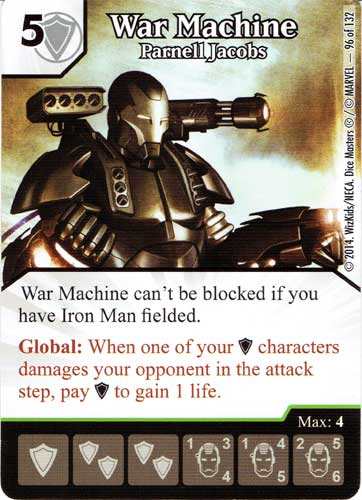 5
War Machine
Parnell Jacobs
© 2014, WizKids/NECA. Dice Masters ⓒ / © MARVEL — 96 of 132
War Machine can't be blocked if you
have Iron Man fielded.
Global: When one of your characters
damages your opponent in the attack
step, pay to gain 1 life.
Max: 4
1 3 4
1 4 5
2 5 6